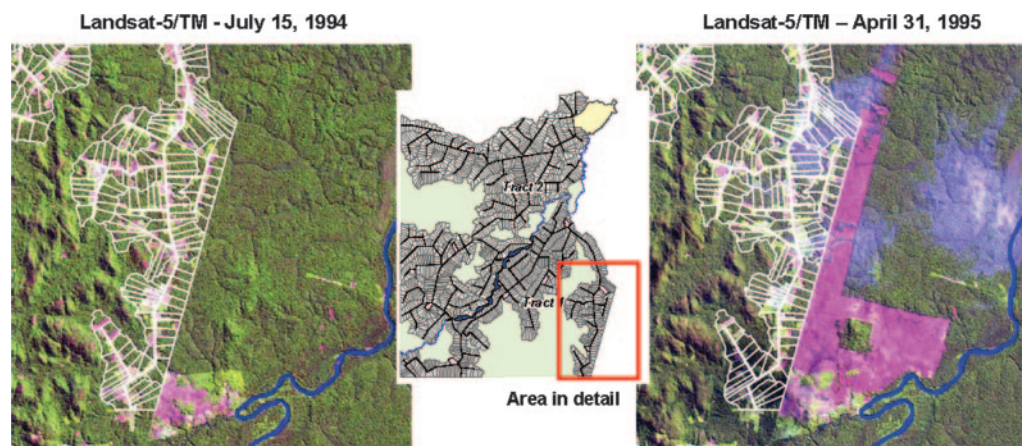 Landsat-5/TM - July 15, 1994
Landsat-5/TM – April 31, 1995
Tract 2
Tract 1
Area in detail